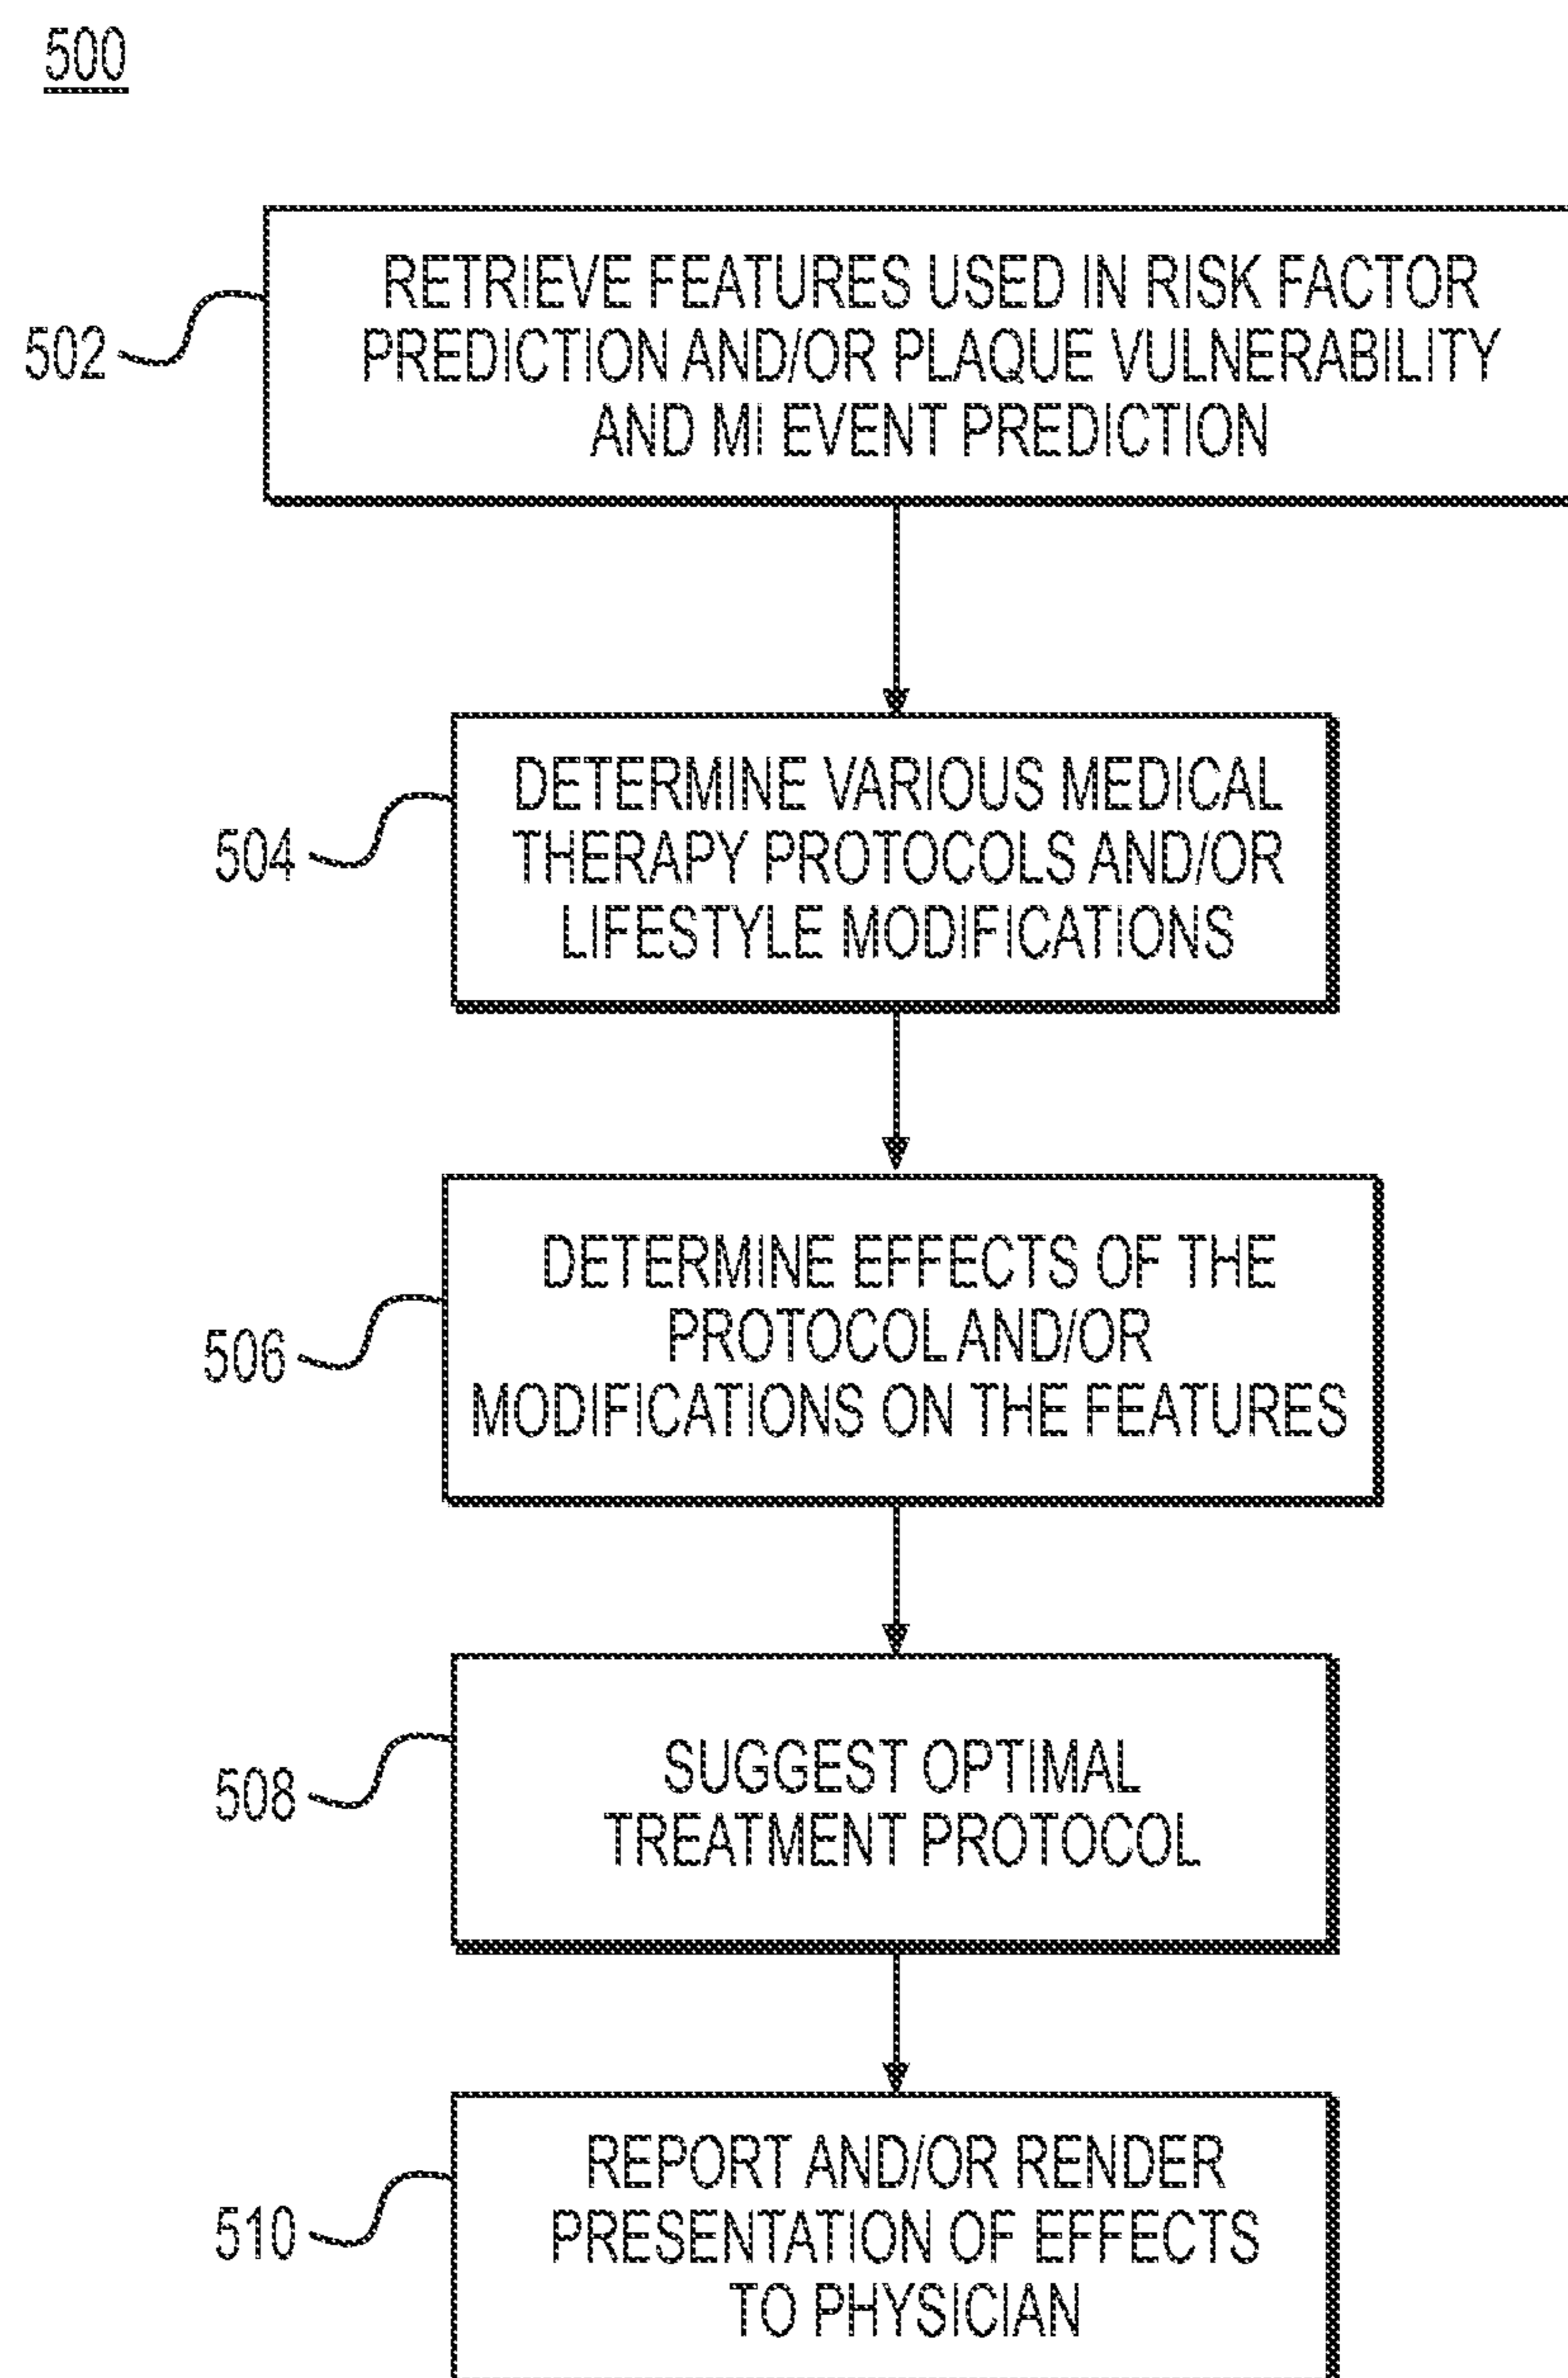 500
502
RETRIEVE FEATURES USED IN RISK FACTOR
PREDICTION AND/OR PLAQUE VULNERABILITY
AND MI EVENT PREDICTION
504
DETERMINE VARIOUS MEDICAL
THERAPY PROTOCOLS AND/OR
LIFESTYLE MODIFICATIONS
506
DETERMINE EFFECTS OF THE
PROTOCOL AND/OR
MODIFICATIONS ON THE FEATURES
508
SUGGEST OPTIMAL
TREATMENT PROTOCOL
510
REPORT AND/OR RENDER
PRESENTATION OF EFFECTS
TO PHYSICIAN